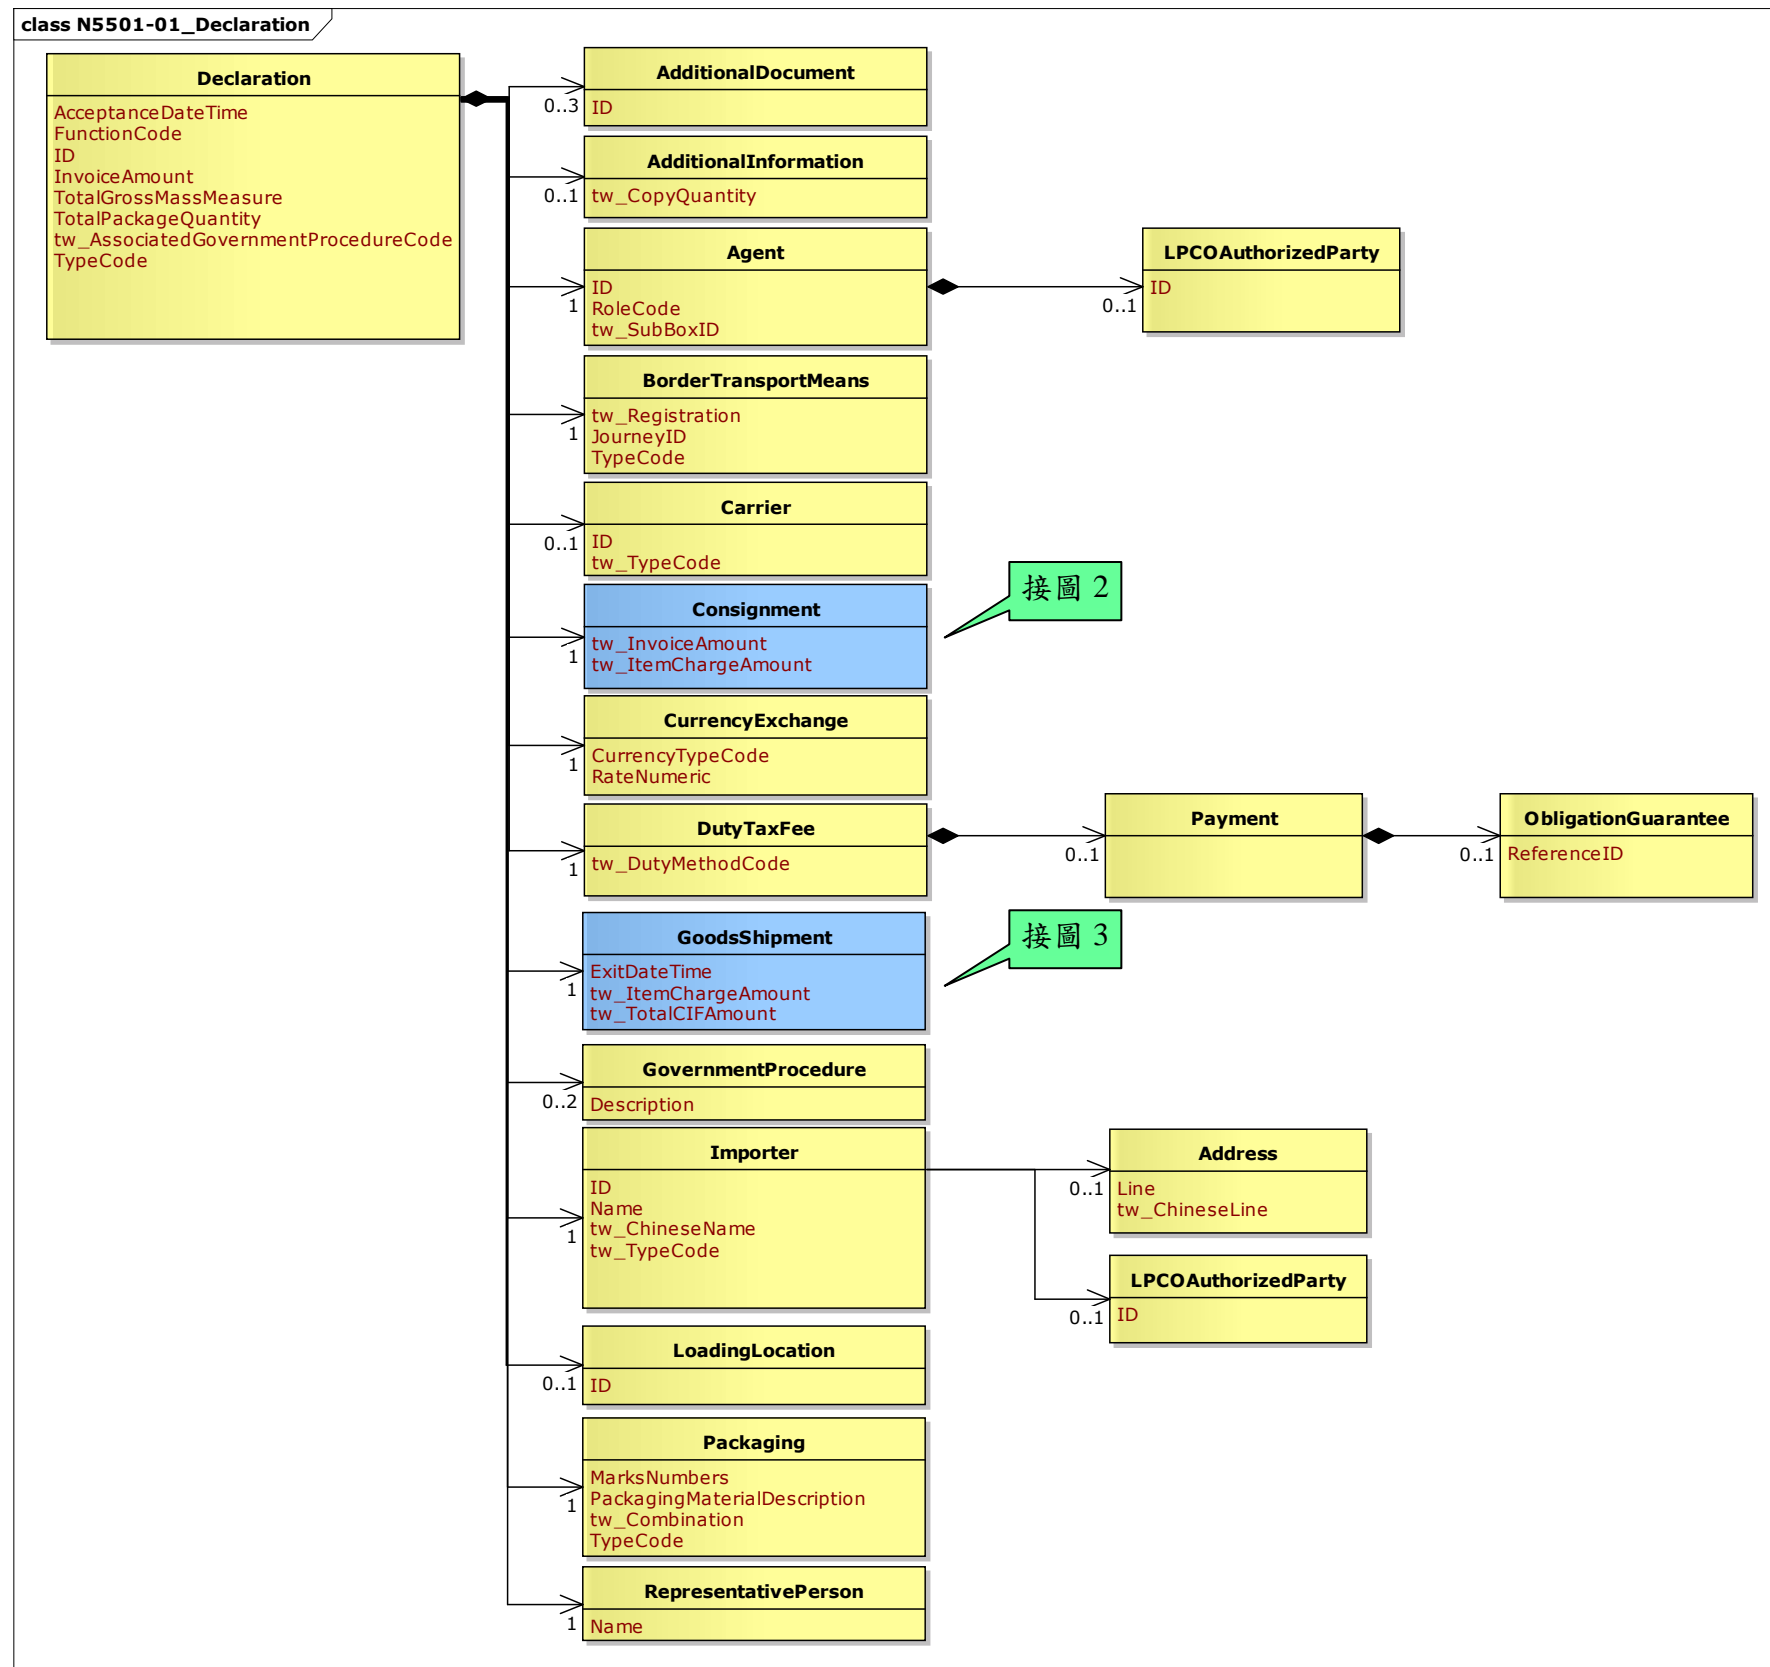 class N5501-01_Declaration
Declaration
AcceptanceDateTime
FunctionCode
ID
InvoiceAmount
TotalGrossMassMeasure
TotalPackageQuantity
tw_AssociatedGovernmentProcedureCode
TypeCode
AdditionalDocument
0..3
ID
AdditionalInformation
0..1
tw_CopyQuantity
Agent
1
ID
RoleCode
tw_SubBoxID
LPCOAuthorizedParty
0..1
ID
BorderTransportMeans
1
tw_Registration
JourneyID
TypeCode
Carrier
0..1
ID
tw_TypeCode
Consignment
1
tw_InvoiceAmount
tw_ItemChargeAmount
接圖 2
CurrencyExchange
1
CurrencyTypeCode
RateNumeric
DutyTaxFee
1
tw_DutyMethodCode
Payment
0..1
ObligationGuarantee
0..1
ReferenceID
GoodsShipment
1
ExitDateTime
tw_ItemChargeAmount
tw_TotalCIFAmount
接圖 3
GovernmentProcedure
0..2
Description
Importer
1
ID
Name
tw_ChineseName
tw_TypeCode
Address
0..1
Line
tw_ChineseLine
LPCOAuthorizedParty
0..1
ID
LoadingLocation
0..1
ID
Packaging
1
MarksNumbers
PackagingMaterialDescription
tw_Combination
TypeCode
RepresentativePerson
1
Name